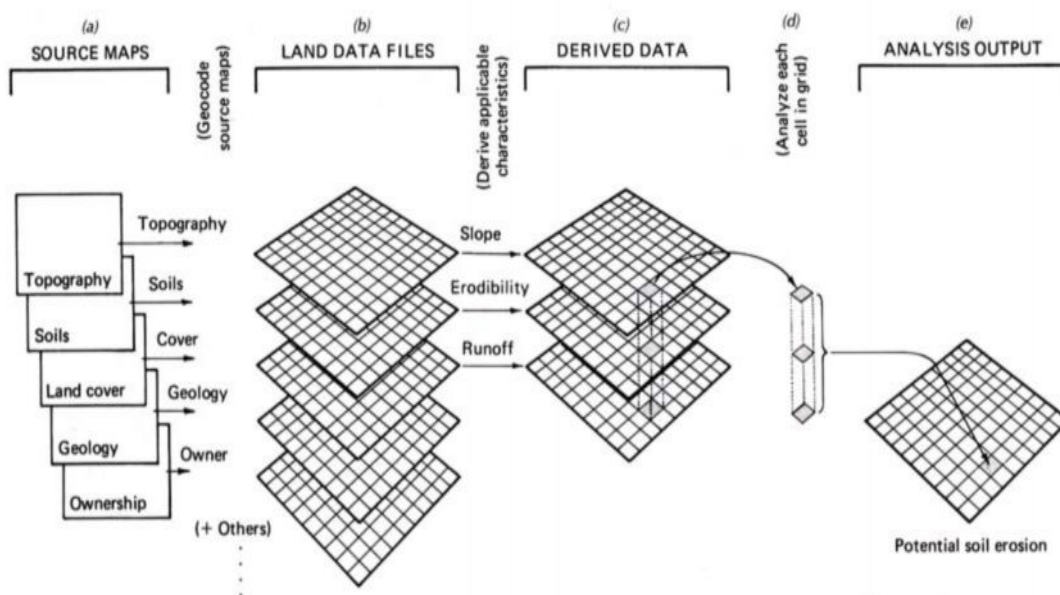 (a)
SOURCE MAPS
(Geocode
source maps)
(b)
LAND DATA FILES
(Derive applicable
characteristics)
(c)
DERIVED DATA
(d)
(Analyze each
cell in grid)
(e)
ANALYSIS OUTPUT
Topography
Soils
Land cover
Geology
Ownership
Topography
Soils
Cover
Geology
Owner
(+ Others)
Slope
Erodibility
Runoff
Potential soil erosion